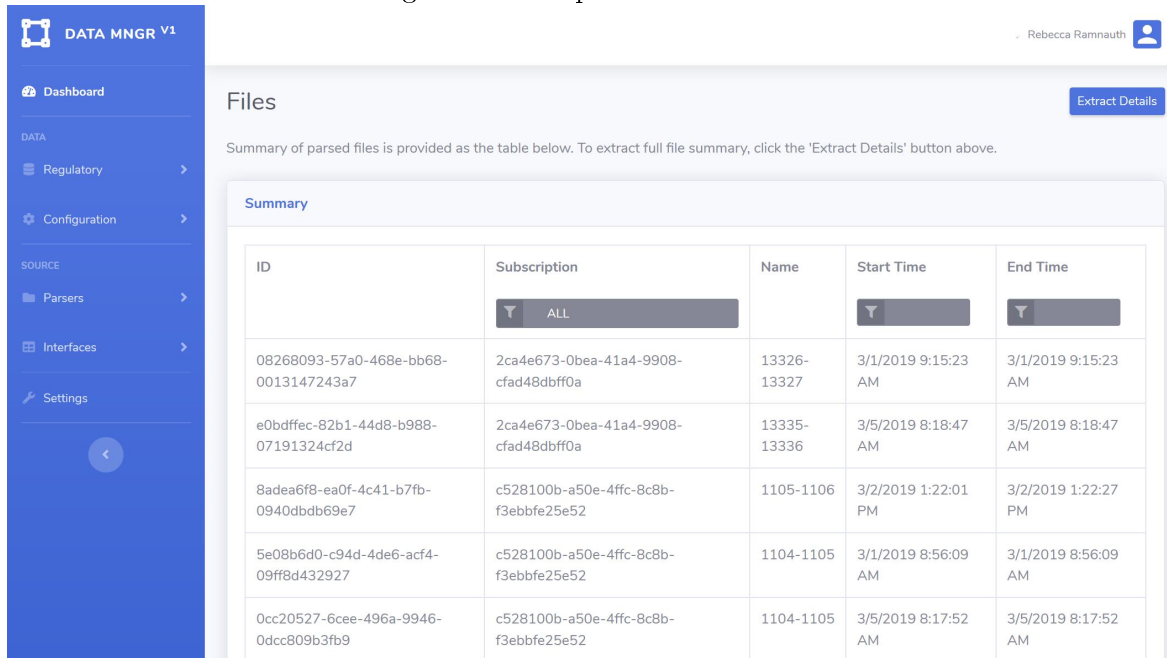 DATA MNGR V1
Rebecca Ramnauth
Dashboard
DATA
Regulatory
Configuration
SOURCE
Parsers
Interfaces
Settings
Files
Extract Details
Summary of parsed files is provided as the table below. To extract full file summary, click the 'Extract Details' button above.
Summary
ID Subscription Name Start Time End Time
ALL
08268093-57a0-468e-bb68- 2ca4e673-0bea-41a4-9908- 13326- 3/1/2019 9:15:23 3/1/2019 9:15:23
0013147243a7 cfad48dbff0a 13327 AM AM
e0bdffec-82b1-44d8-b988- 2ca4e673-0bea-41a4-9908- 13335- 3/5/2019 8:18:47 3/5/2019 8:18:47
07191324cf2d cfad48dbff0a 13336 AM AM
8adea6f8-ea0f-4c41-b7fb- c528100b-a50e-4ffc-8c8b- 1105-1106 3/2/2019 1:22:01 3/2/2019 1:22:27
0940dbdb69e7 f3ebbfe25e52 PM PM
5e08b6d0-c94d-4de6-acf4- c528100b-a50e-4ffc-8c8b- 1104-1105 3/1/2019 8:56:09 3/1/2019 8:56:09
09ff8d432927 f3ebbfe25e52 AM AM
0cc20527-6cee-496a-9946- c528100b-a50e-4ffc-8c8b- 1104-1105 3/5/2019 8:17:52 3/5/2019 8:17:52
0dcc809b3fb9 f3ebbfe25e52 AM AM